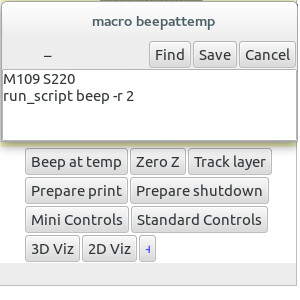 macro beepattemp
– Find Save Cancel
M109 S220
run_script beep -r 2
Beep at temp Zero Z Track layer
Prepare print Prepare shutdown
Mini Controls Standard Controls
3D Viz 2D Viz